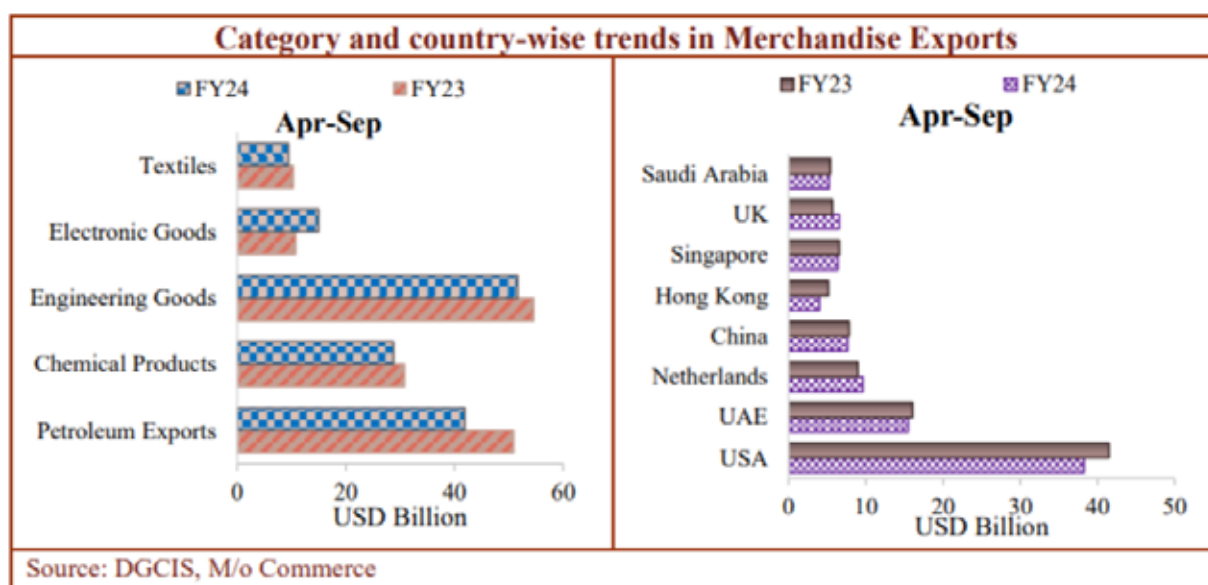 Category and country-wise trends in Merchandise Exports
FY24 FY23
Apr-Sep
Textiles
Electronic Goods
Engineering Goods
Chemical Products
Petroleum Exports
0 20 40 60
USD Billion
FY23 FY24
Apr-Sep
Saudi Arabia
UK
Singapore
Hong Kong
China
Netherlands
UAE
USA
0 10 20 30 40 50
USD Billion
Source: DGCIS, M/o Commerce